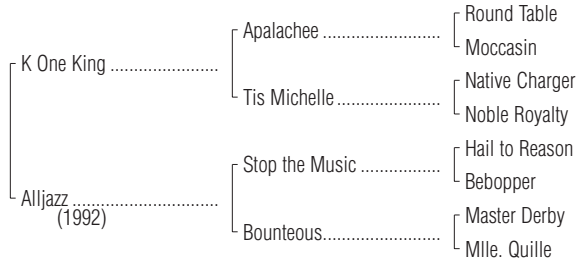 Round Table
Apalachee ..............................
Moccasin
K One King ...........................
Native Charger
Tis Michelle ..........................
Noble Royalty
Hail to Reason
Stop the Music ....................
Bebopper
Alljazz .............................
(1992)
Master Derby
Bounteous..............................
Mlle. Quille